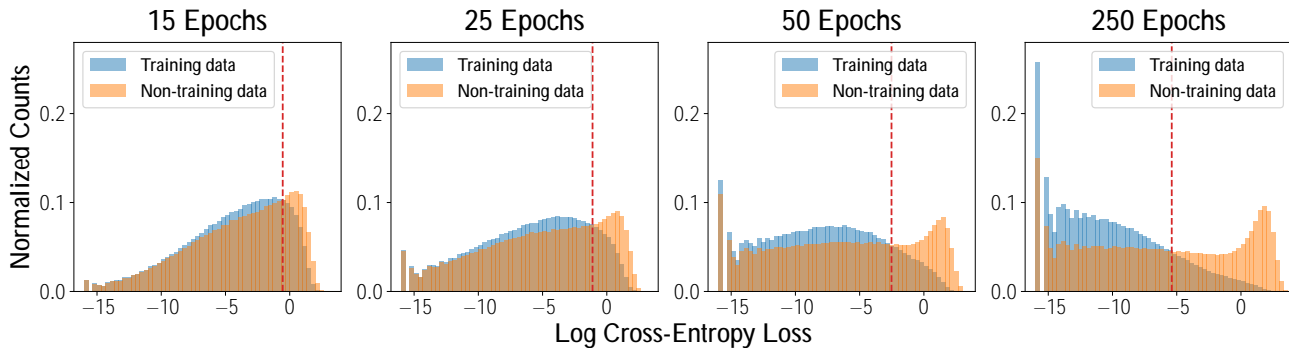 15 Epochs
25 Epochs
50 Epochs
250 Epochs
Normalized Counts
0.2
0.1
0.0
Training data
Non-training data
−15
−10
−5
0
0.2
0.1
0.0
Training data
Non-training data
−15
−10
−5
0
0.2
0.1
0.0
Training data
Non-training data
−15
−10
−5
0
0.2
0.1
0.0
Training data
Non-training data
−15
−10
−5
0
Log Cross-Entropy Loss